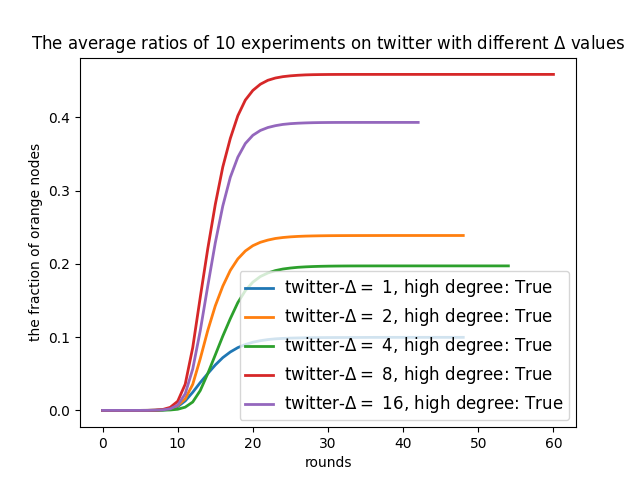 The average ratios of 10 experiments on twitter with different Δ values
the fraction of orange nodes
0.4
0.3
0.2
0.1
0.0
twitter-Δ = 1, high degree: True
twitter-Δ = 2, high degree: True
twitter-Δ = 4, high degree: True
twitter-Δ = 8, high degree: True
twitter-Δ = 16, high degree: True
0 10 20 30 40 50 60
rounds